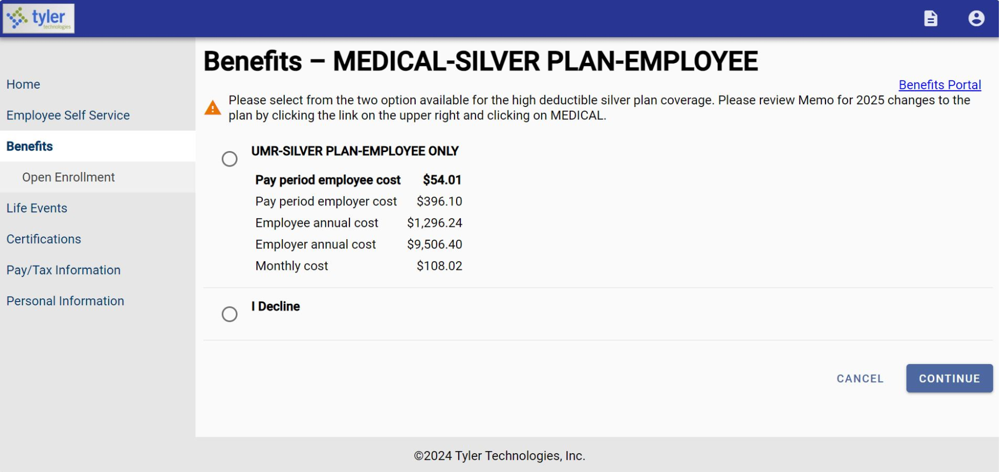 tyler
technologies
Benefits – MEDICAL-SILVER PLAN-EMPLOYEE
Benefits Portal
Please select from the two option available for the high deductible silver plan coverage. Please review Memo for 2025 changes to the
plan by clicking the link on the upper right and clicking on MEDICAL.
Home
Employee Self Service
Benefits
Open Enrollment
Life Events
Certifications
Pay/Tax Information
Personal Information
UMR-SILVER PLAN-EMPLOYEE ONLY
Pay period employee cost $54.01
Pay period employer cost $396.10
Employee annual cost $1,296.24
Employer annual cost $9,506.40
Monthly cost $108.02
I Decline
CANCEL CONTINUE
©2024 Tyler Technologies, Inc.